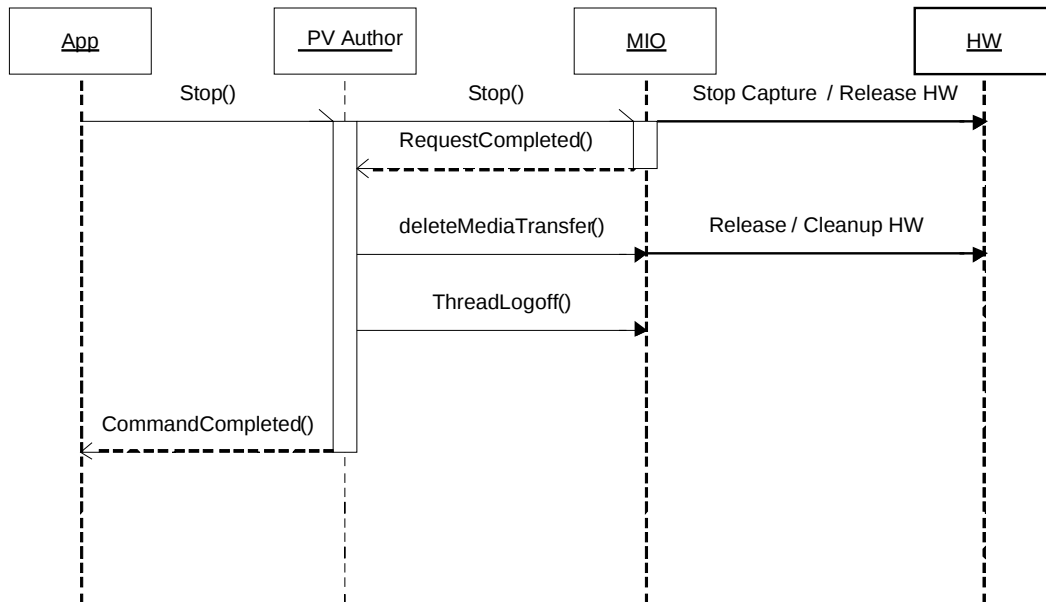 App
PV Author
MIO
HW
Stop()
Stop()
Stop Capture / Release HW
RequestCompleted()
deleteMediaTransfer()
Release / Cleanup HW
ThreadLogoff()
CommandCompleted()